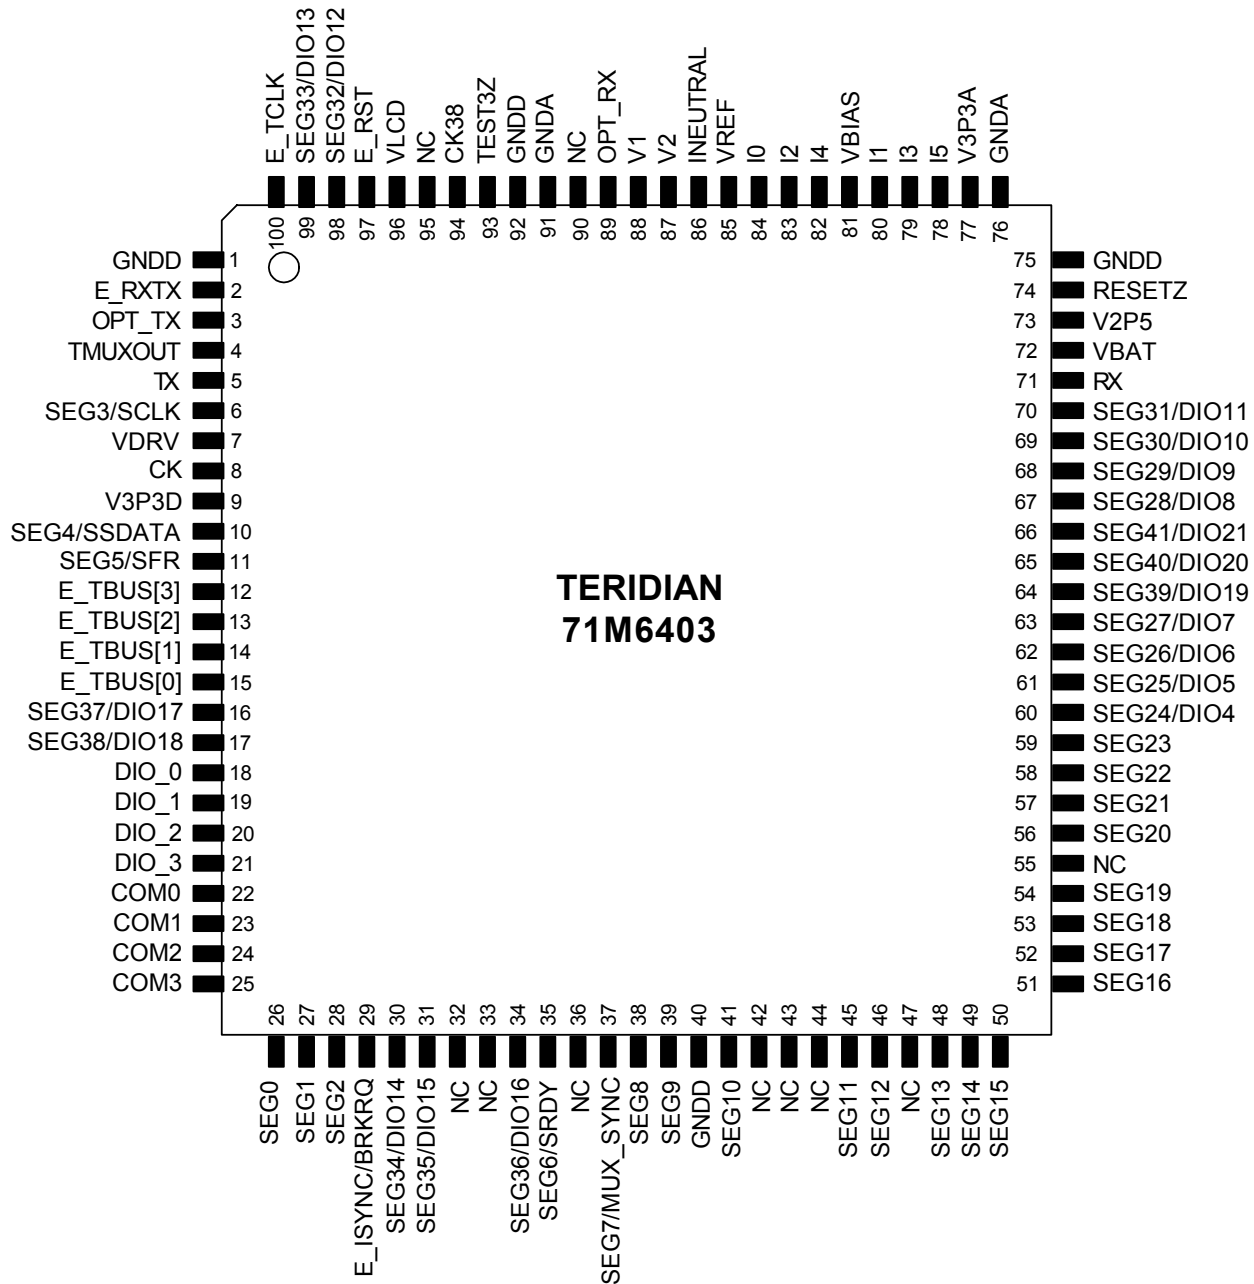 E_TCLK
SEG33/DIO13
SEG32/DIO12
E_RST
VLCD
NC
CK38
TEST3Z
GNDD
GNDA
NC
OPT_RX
V1
V2
INEUTRAL
VREF
I0
I2
I4
VBIAS
I1
I3
I5
V3P3A
GNDA
100
99
98
97
96
95
94
93
92
91
90
89
88
87
86
85
84
83
82
81
80
79
78
77
76
GNDD 1
E_RXTX 2
OPT_TX 3
TMUXOUT 4
TX 5
SEG3/SCLK 6
VDRV 7
CK 8
V3P3D 9
SEG4/SSDATA 10
SEG5/SFR 11
E_TBUS[3] 12
E_TBUS[2] 13
E_TBUS[1] 14
E_TBUS[0] 15
SEG37/DIO17 16
SEG38/DIO18 17
DIO_0 18
DIO_1 19
DIO_2 20
DIO_3 21
COM0 22
COM1 23
COM2 24
COM3 25
TERIDIAN
71M6403
75 GNDD
74 RESETZ
73 V2P5
72 VBAT
71 RX
70 SEG31/DIO11
69 SEG30/DIO10
68 SEG29/DIO9
67 SEG28/DIO8
66 SEG41/DIO21
65 SEG40/DIO20
64 SEG39/DIO19
63 SEG27/DIO7
62 SEG26/DIO6
61 SEG25/DIO5
60 SEG24/DIO4
59 SEG23
58 SEG22
57 SEG21
56 SEG20
55 NC
54 SEG19
53 SEG18
52 SEG17
51 SEG16
26
27
28
29
30
31
32
33
34
35
36
37
38
39
40
41
42
43
44
45
46
47
48
49
50
SEG0
SEG1
SEG2
E_ISYNC/BRKRQ
SEG34/DIO14
SEG35/DIO15
NC
NC
SEG36/DIO16
SEG6/SRDY
NC
SEG7/MUX_SYNC
SEG8
SEG9
GNDD
SEG10
NC
NC
NC
SEG11
SEG12
NC
SEG13
SEG14
SEG15